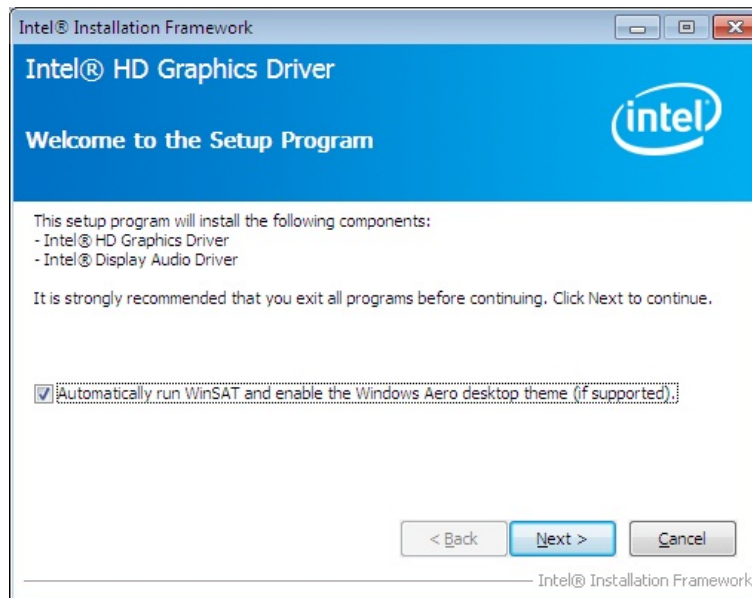 Intel® Installation Framework
Intel® HD Graphics Driver
intel
Welcome to the Setup Program
This setup program will install the following components:
- Intel® HD Graphics Driver
- Intel® Display Audio Driver
It is strongly recommended that you exit all programs before continuing. Click Next to continue.
Automatically run WinSAT and enable the Windows Aero desktop theme (if supported).
< Back
Next >
Cancel
Intel® Installation Framework